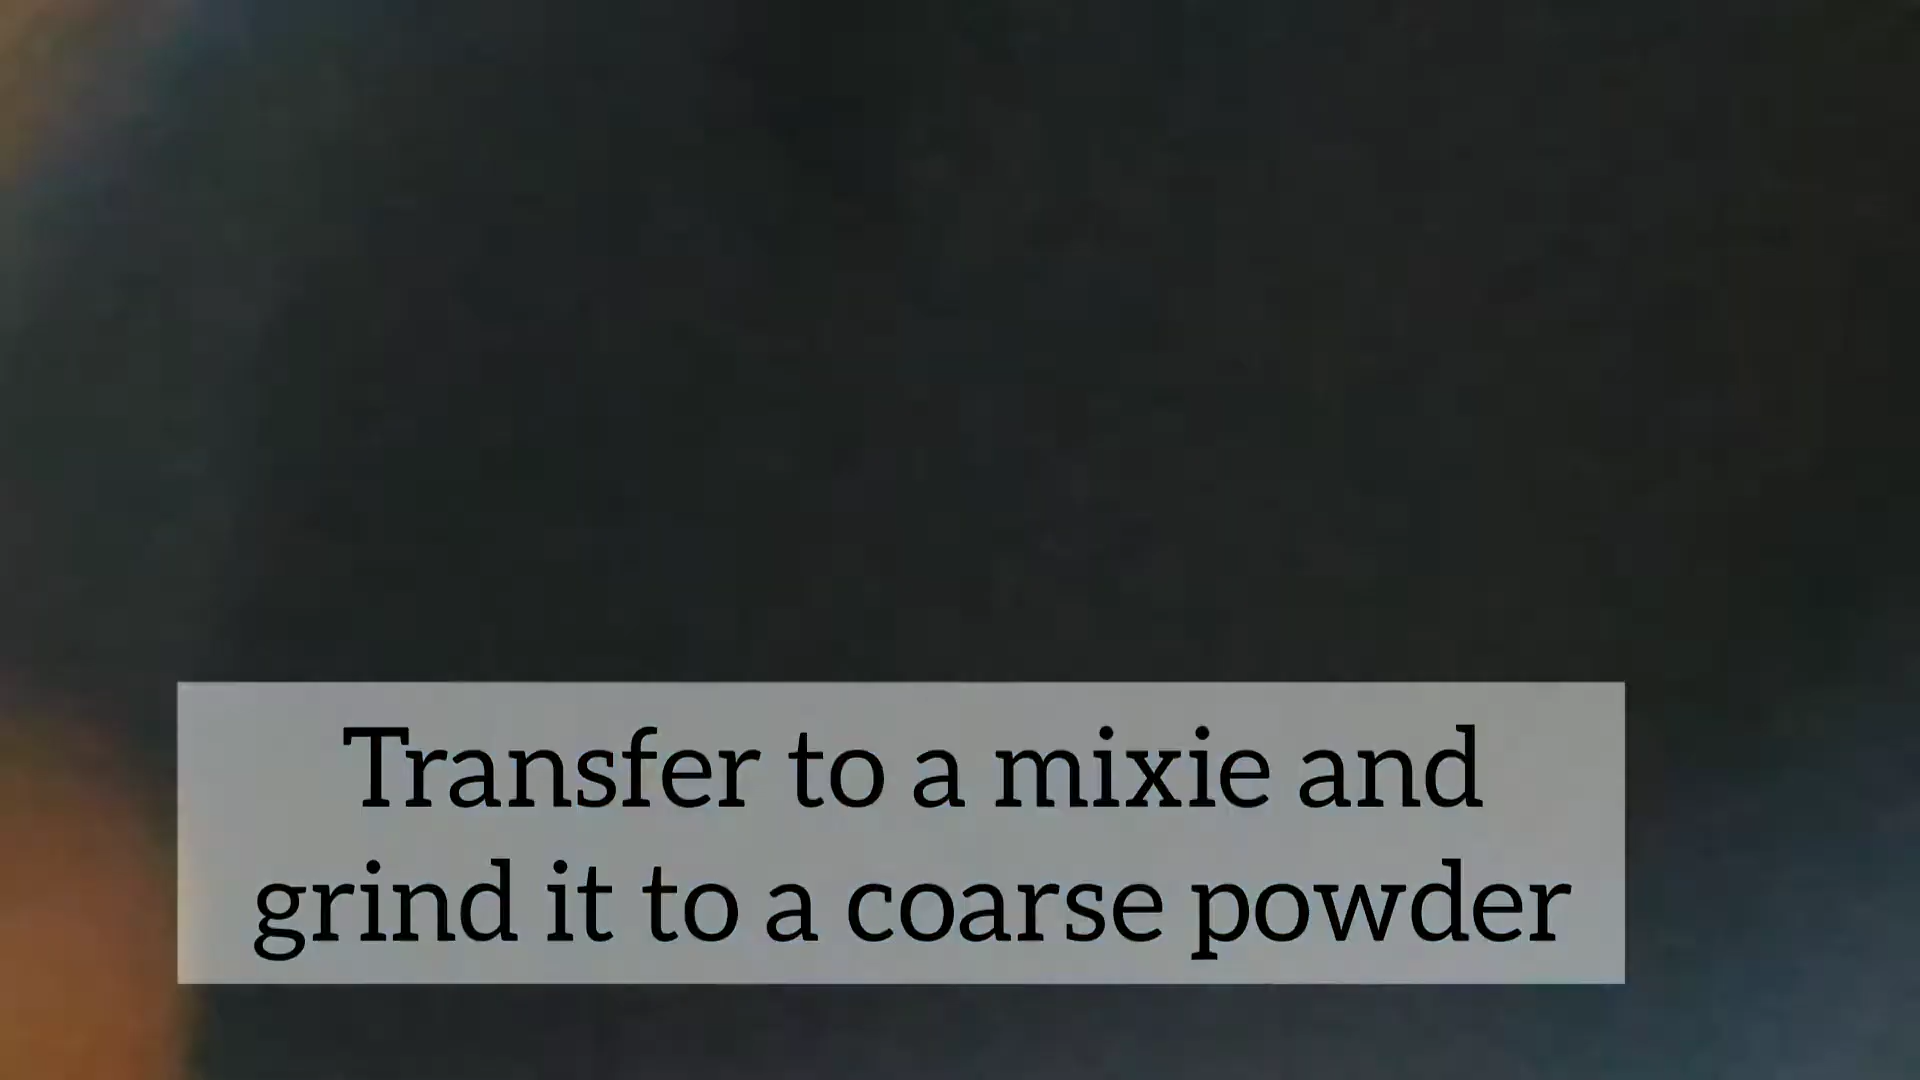 Transfer to a mixie and
grind it to a coarse powder